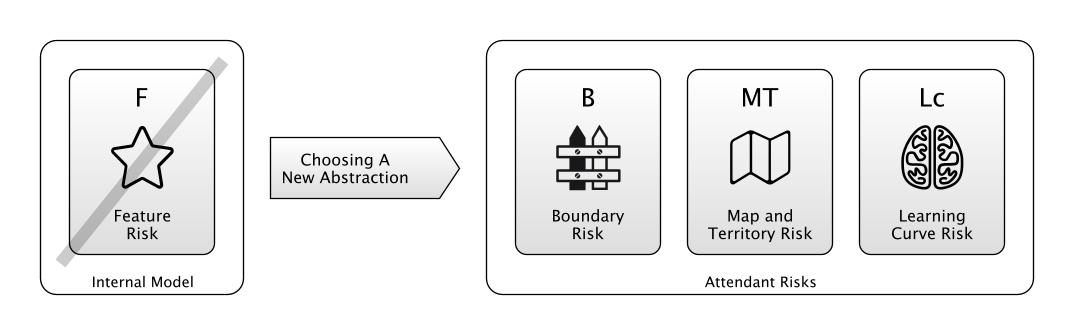 F
Feature
Risk
Internal Model
Choosing A
New Abstraction
B
Boundary
Risk
MT
Map and
Territory Risk
Lc
Learning
Curve Risk
Attendant Risks